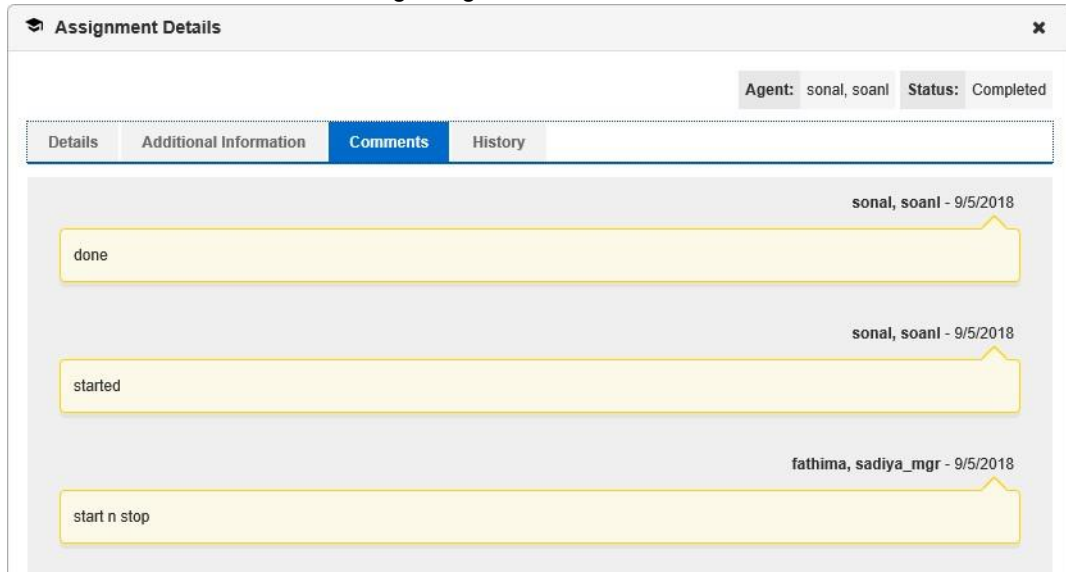 Assignment Details
Agent: sonal, soanl Status: Completed
Details Additional Information Comments History
sonal, soanl - 9/5/2018
done
sonal, soanl - 9/5/2018
started
fathima, sadiya_mgr - 9/5/2018
start n stop